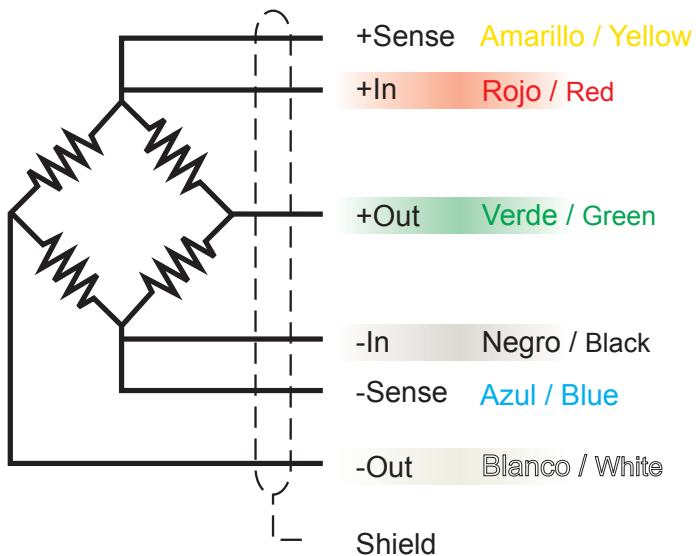 +Sense Amarillo / Yellow
+In Rojo / Red
+Out Verde / Green
-In Negro / Black
-Sense Azul / Blue
-Out Blanco / White
Shield